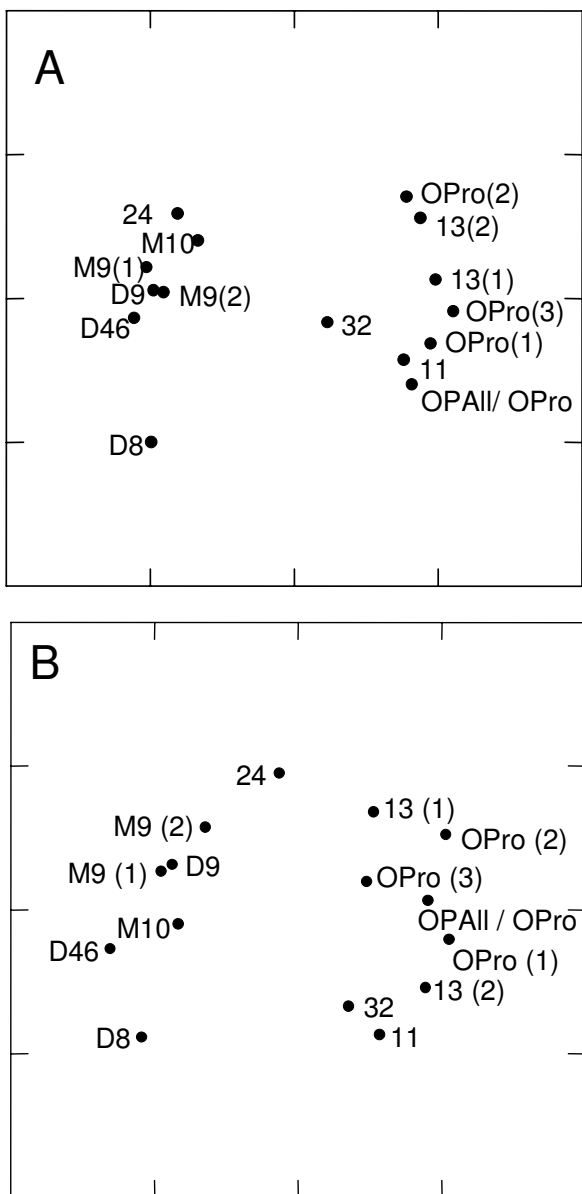 A
OPro(2)
24
13(2)
M10
M9(1)
13(1)
D9
M9(2)
OPro(3)
D46
32
OPro(1)
11
OPAll/ OPro
D8
B
24
13 (1)
M9 (2)
OPro (2)
D9
M9 (1)
OPro (3)
OPAll / OPro
M10
D46
OPro (1)
13 (2)
32
D8
11